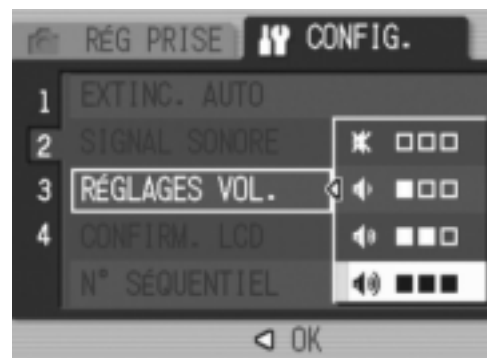 RÉG PRISE CONFIG.
1 EXTINC. AUTO
2 SIGNAL SONORE
3 RÉGLAGES VOL.
4 CONFIRM. LCD
N° SÉQUENTIEL
OK